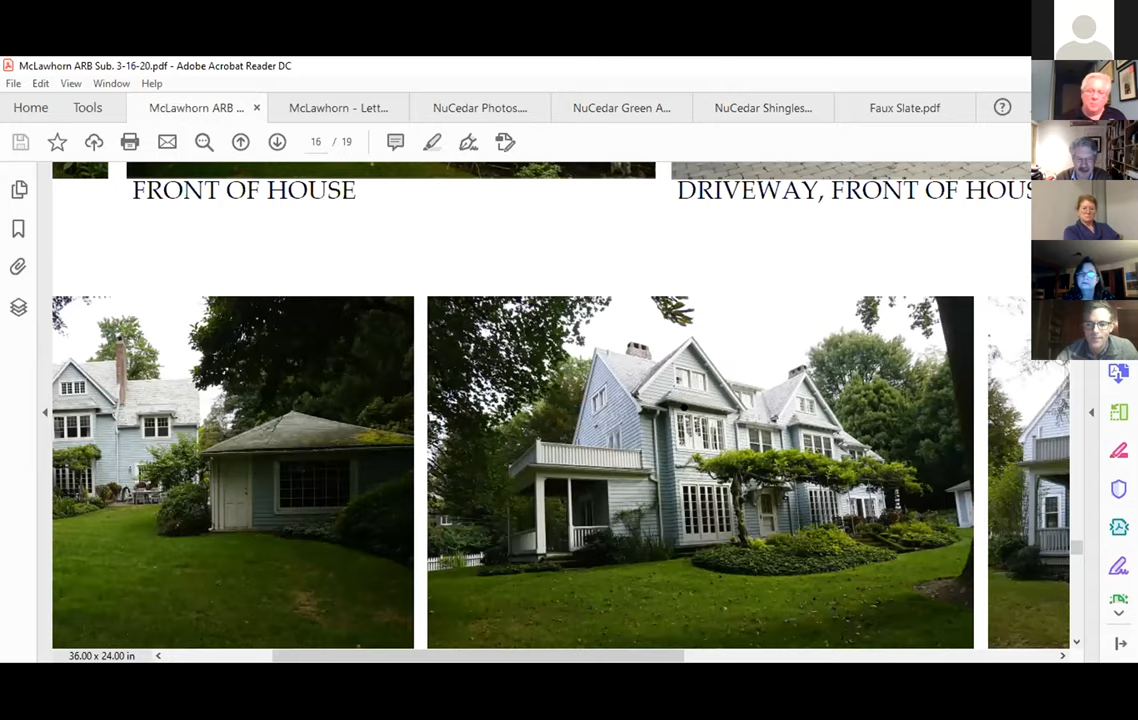 McLawhorn ARB Sub. 3-16-20.pdf - Adobe Acrobat Reader DC
File Edit View Window Help
Home Tools McLawhorn ARB ... × McLawhorn - Lett... NuCedar Photos.... NuCedar Green A... NuCedar Shingles... Faux Slate.pdf
16 / 19
FRONT OF HOUSE
DRIVEWAY, FRONT OF HOUS
36.00 x 24.00 in